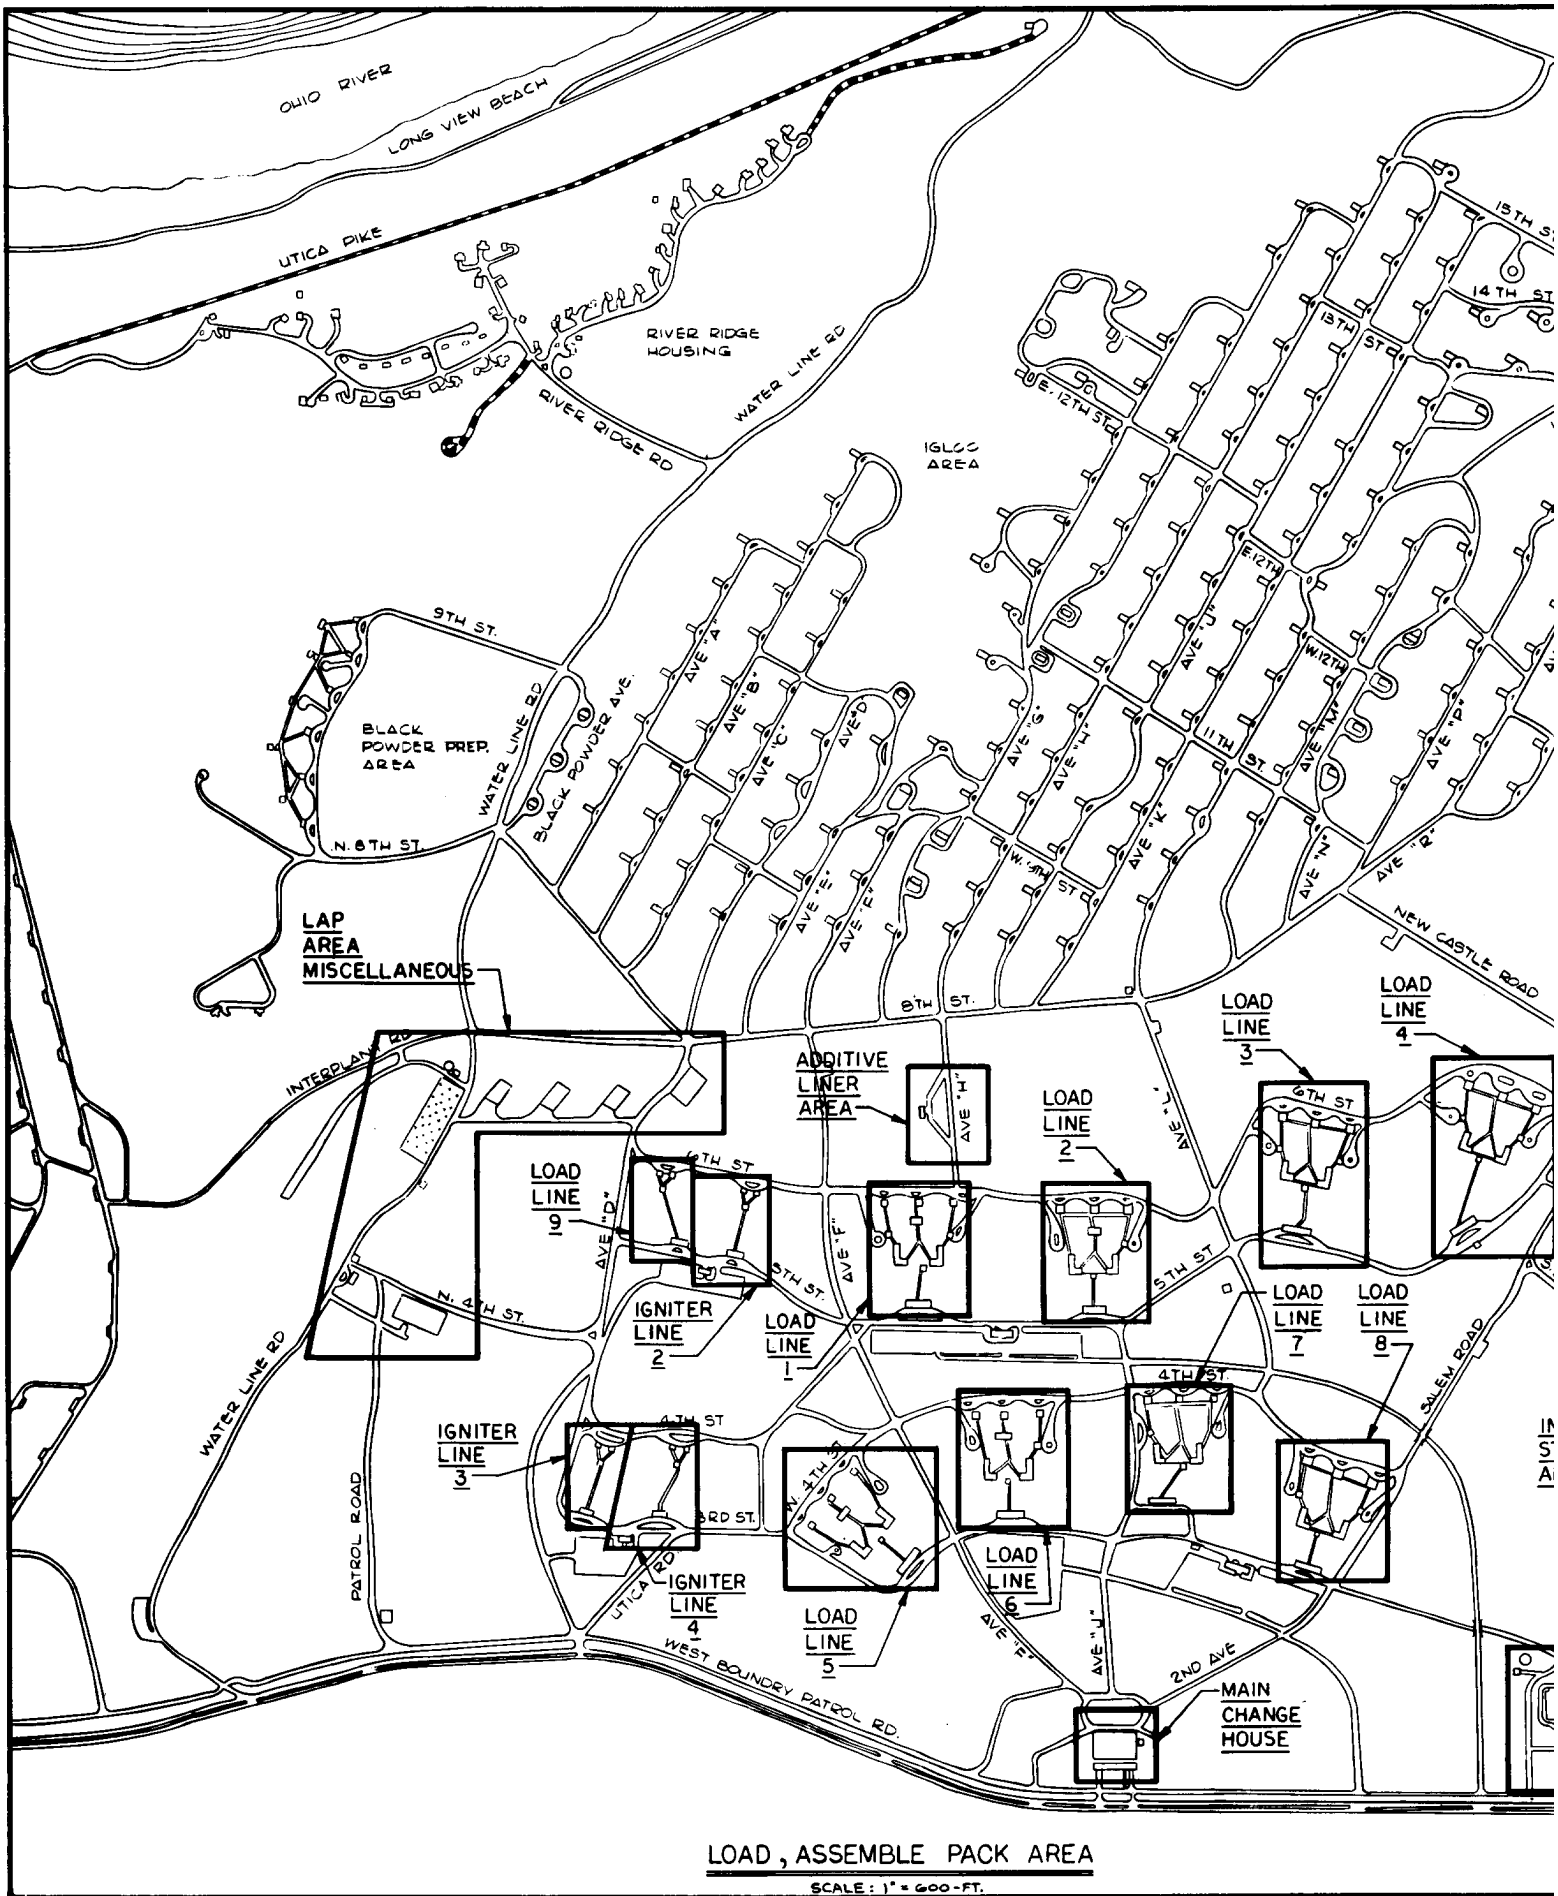 OHIO RIVER
LONG VIEW BEACH
UTICA PIKE
RIVER RIDGE
HOUSING
RIVER RIDGE RD
WATER LINE RD
15TH S
14TH ST
13TH
ST
E. 12TH ST
IGLOO
AREA
E. 12TH
W. 12TH
9TH ST.
BLACK
POWDER PREP.
AREA
WATER LINE RD
BLACK POWDER AVE.
N. 8TH ST.
AVE "A"
AVE "B"
AVE "C"
AVE "D"
AVE "E"
AVE "F"
AVE "G"
AVE "H"
AVE "J"
AVE "K"
11TH
ST.
AVE "M"
AVE "N"
AVE "P"
AVE "R"
W. 9TH
ST
NEW CASTLE ROAD
LAP
AREA
MISCELLANEOUS
8TH ST.
INTERPLANT RD
ADDITIVE
LINER
AREA
AVE "H"
AVE "L"
LOAD
LINE
2
LOAD
LINE
3
LOAD
LINE
4
6TH ST
6TH ST
LOAD
LINE
9
AVE "D"
AVE "F"
5TH ST.
5TH ST
N. 4TH ST.
IGNITER
LINE
2
LOAD
LINE
1
LOAD
LINE
7
LOAD
LINE
8
WATER LINE RD
4TH ST.
SALEM ROAD
IGNITER
LINE
3
4TH ST
W. 4TH ST
3RD ST.
PATROL ROAD
UTICA RD
IGNITER
LINE
4
LOAD
LINE
5
LOAD
LINE
6
IN
ST
A
WEST BOUNDRY PATROL RD.
AVE "F"
AVE "J"
2ND AVE
MAIN
CHANGE
HOUSE
LOAD, ASSEMBLE PACK AREA
SCALE: 1" = 600-FT.